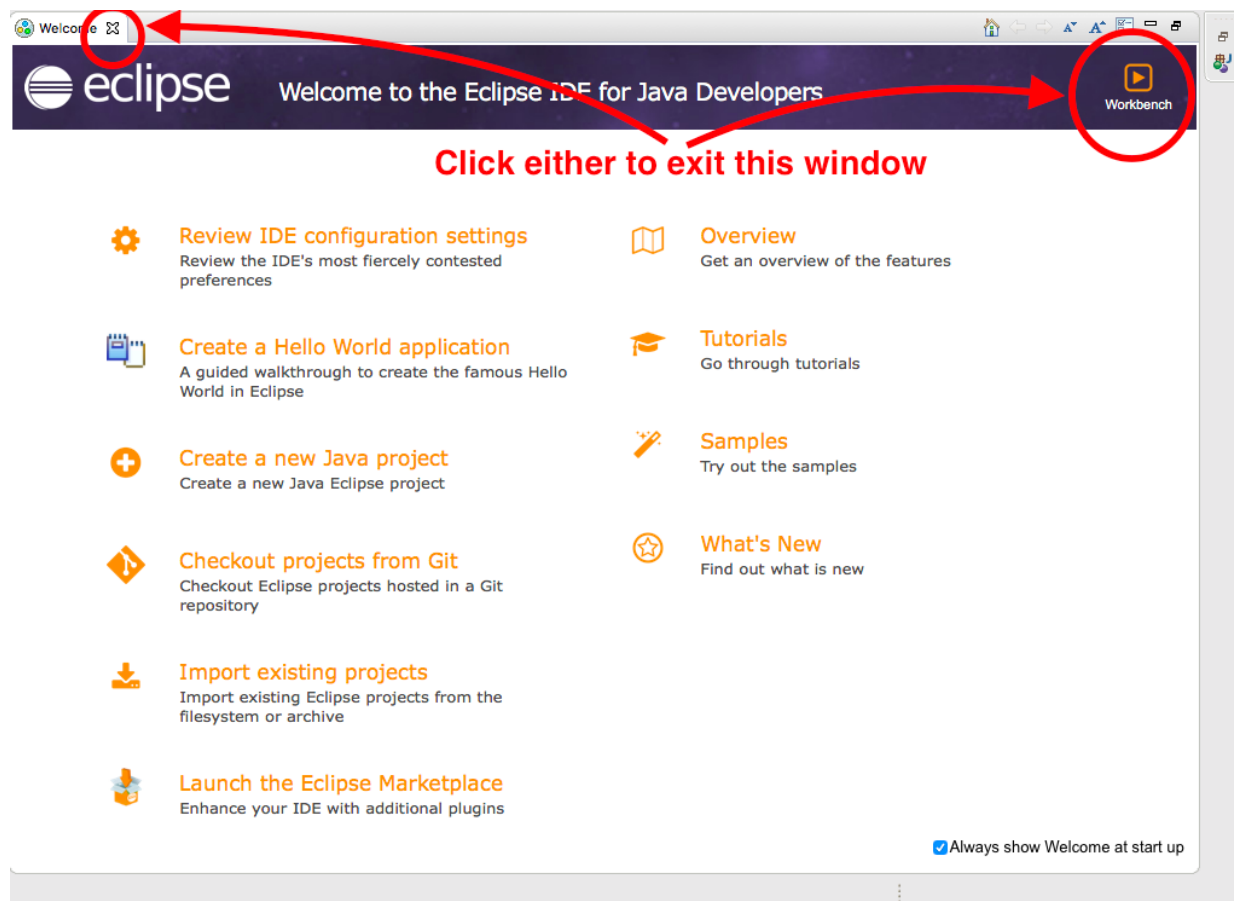 Welcome
eclipse
Welcome to the Eclipse IDE for Java Developers
Workbench
Click either to exit this window
Review IDE configuration settings
Review the IDE's most fiercely contested
preferences
Create a Hello World application
A guided walkthrough to create the famous Hello
World in Eclipse
Create a new Java project
Create a new Java Eclipse project
Checkout projects from Git
Checkout Eclipse projects hosted in a Git
repository
Import existing projects
Import existing Eclipse projects from the
filesystem or archive
Launch the Eclipse Marketplace
Enhance your IDE with additional plugins
Overview
Get an overview of the features
Tutorials
Go through tutorials
Samples
Try out the samples
What's New
Find out what is new
Always show Welcome at start up